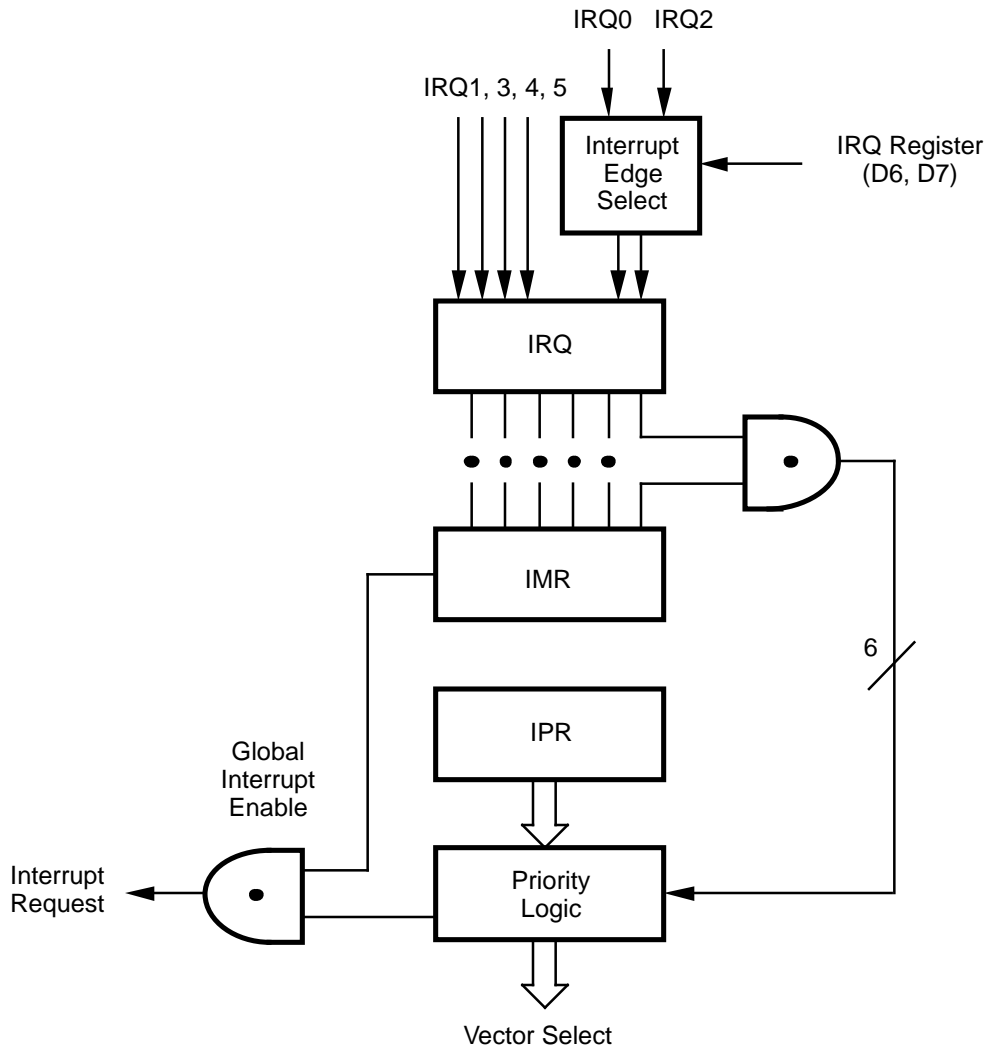 IRQ0 IRQ2
IRQ1, 3, 4, 5
Interrupt
Edge
Select
IRQ Register
(D6, D7)
IRQ
IMR
6
IPR
Global
Interrupt
Enable
Interrupt
Request
Priority
Logic
Vector Select